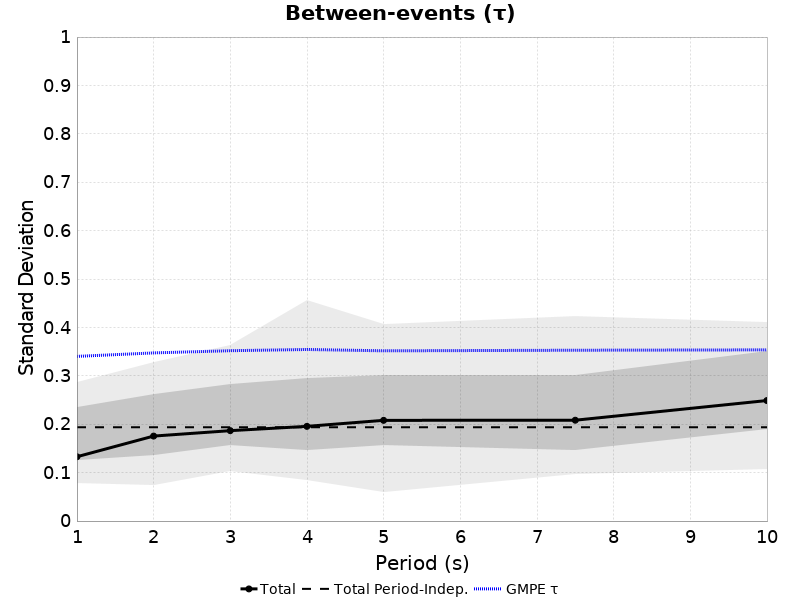 Between-events (τ)
1
0.9
0.8
0.7
0.6
0.5
0.4
0.3
0.2
0.1
0
Standard Deviation
1 2 3 4 5 6 7 8 9 10
Period (s)
Total Total Period-Indep. GMPE τ